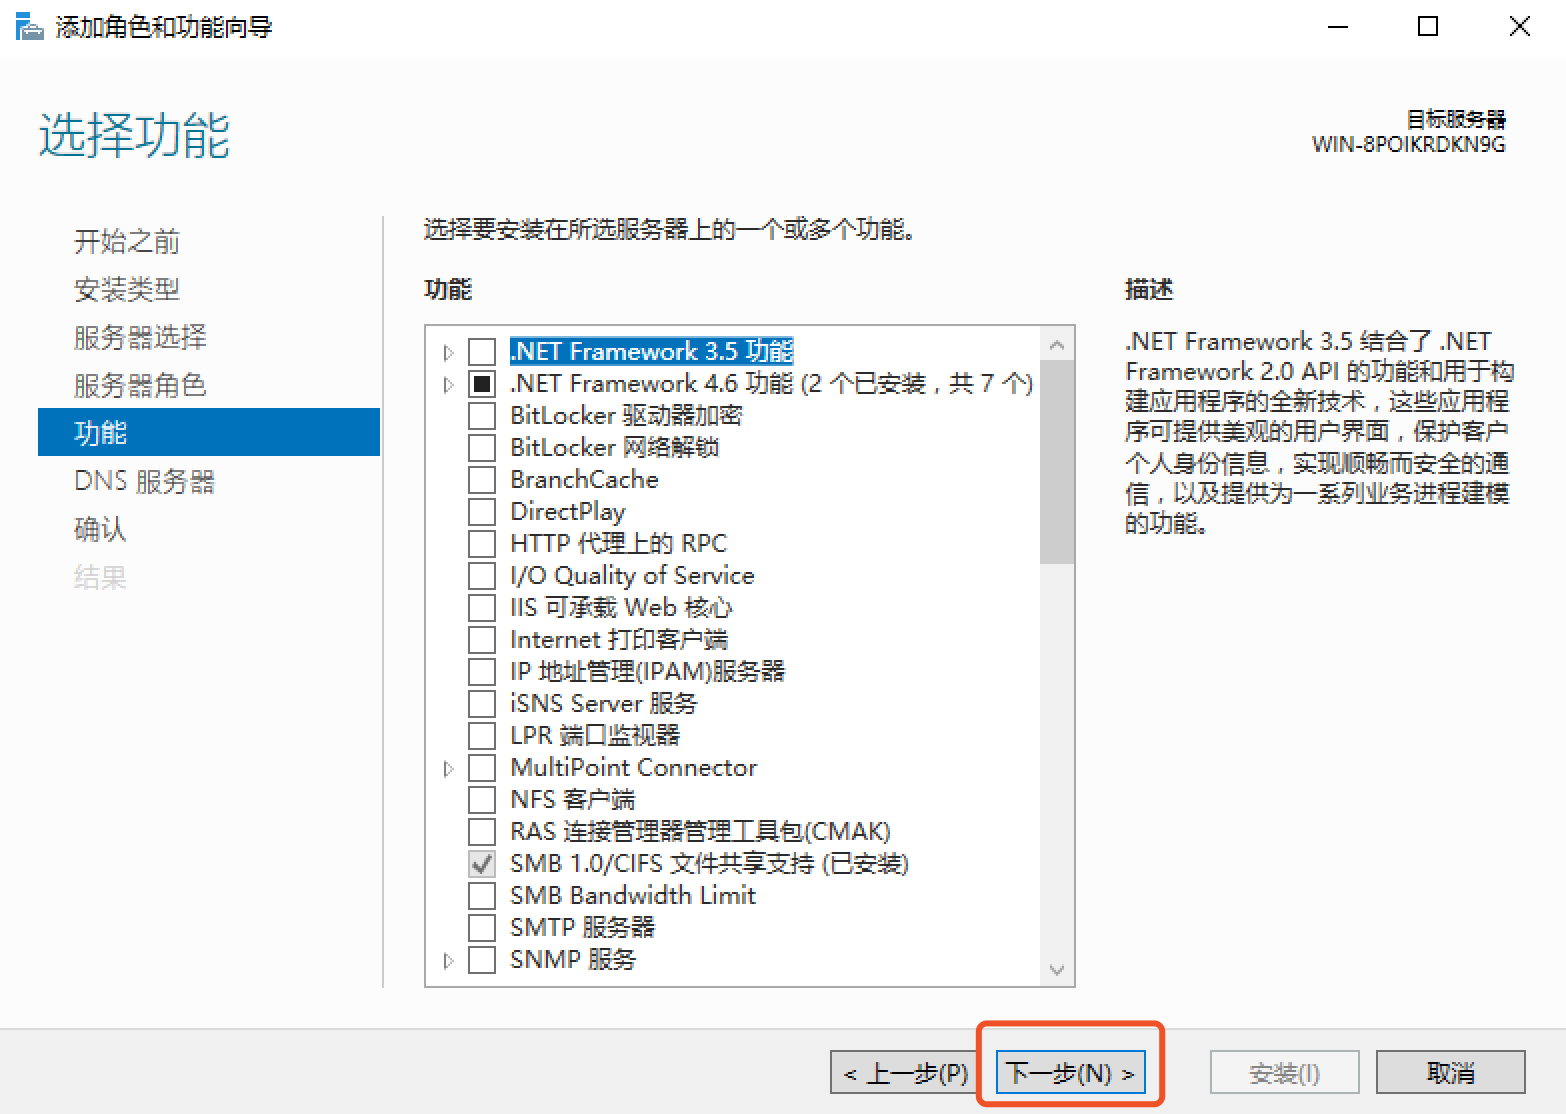 添加角色和功能向导
选择功能
目标服务器
WIN-8POIKRDKN9G
开始之前
安装类型
服务器选择
服务器角色
功能
DNS 服务器
确认
结果
选择要安装在所选服务器上的一个或多个功能。
功能
.NET Framework 3.5 功能
.NET Framework 4.6 功能 (2 个已安装，共 7 个)
BitLocker 驱动器加密
BitLocker 网络解锁
BranchCache
DirectPlay
HTTP 代理上的 RPC
I/O Quality of Service
IIS 可承载 Web 核心
Internet 打印客户端
IP 地址管理(IPAM)服务器
iSNS Server 服务
LPR 端口监视器
MultiPoint Connector
NFS 客户端
RAS 连接管理器管理工具包(CMAK)
SMB 1.0/CIFS 文件共享支持 (已安装)
SMB Bandwidth Limit
SMTP 服务器
SNMP 服务
描述
.NET Framework 3.5 结合了 .NET
Framework 2.0 API 的功能和用于构
建应用程序的全新技术，这些应用程
序可提供美观的用户界面，保护客户
个人身份信息，实现顺畅而安全的通
信，以及提供为一系列业务进程建模
的功能。
< 上一步(P)
下一步(N) >
安装(I)
取消